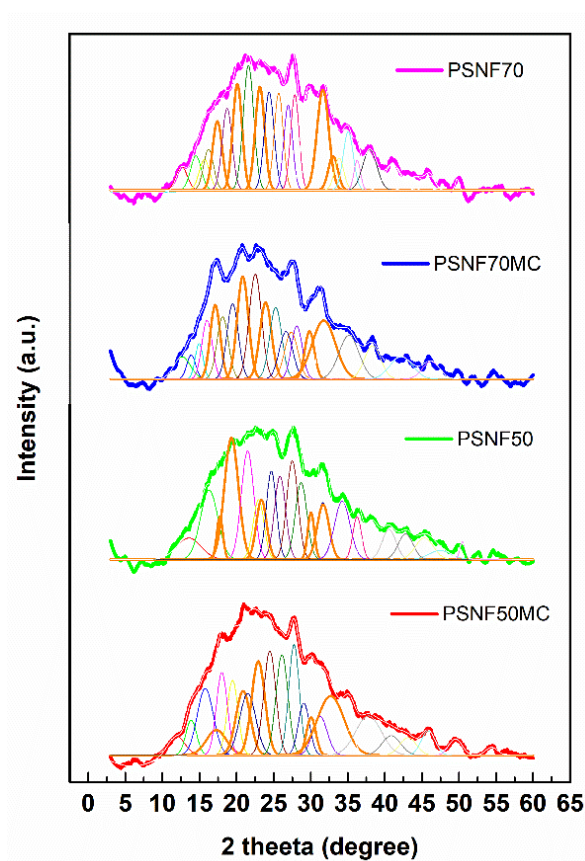 PSNF70
PSNF70MC
PSNF50
PSNF50MC
Intensity (a.u.)
0 5 10 15 20 25 30 35 40 45 50 55 60 65
2 theeta (degree)